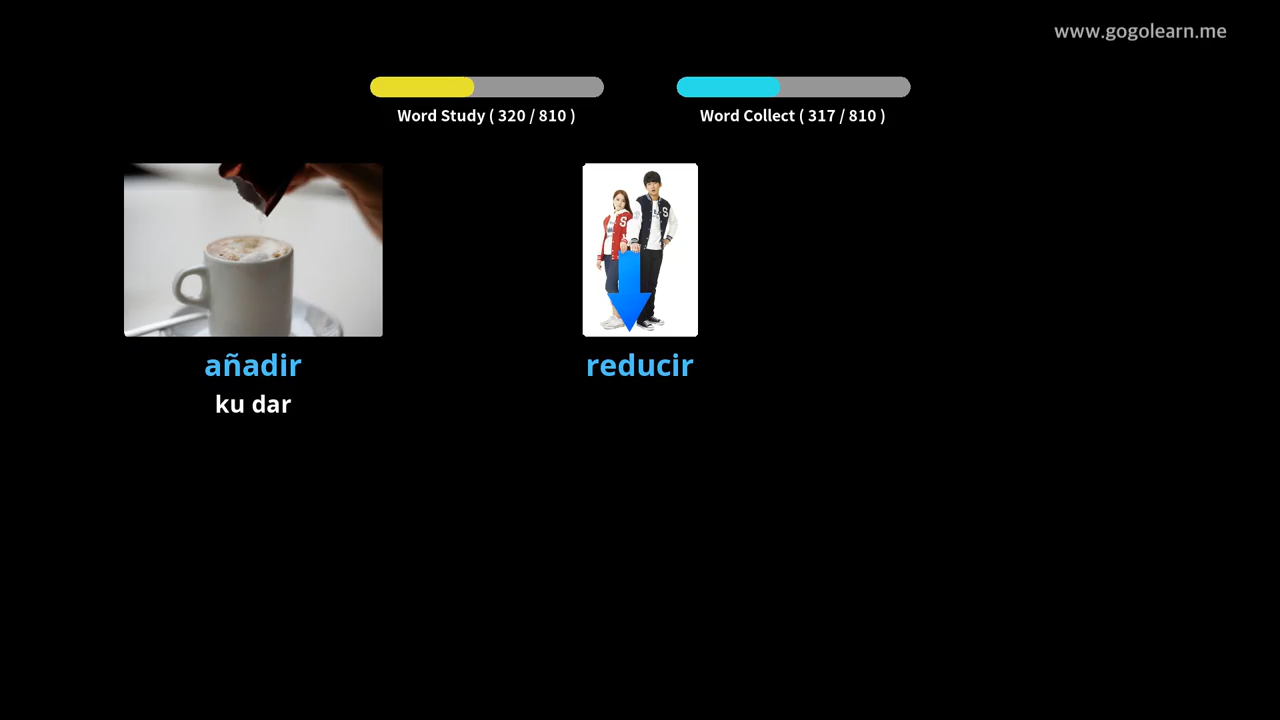 www.gogolearn.me
Word Study ( 320 / 810 )
Word Collect ( 317 / 810 )
S
S
añadir
reducir
ku dar